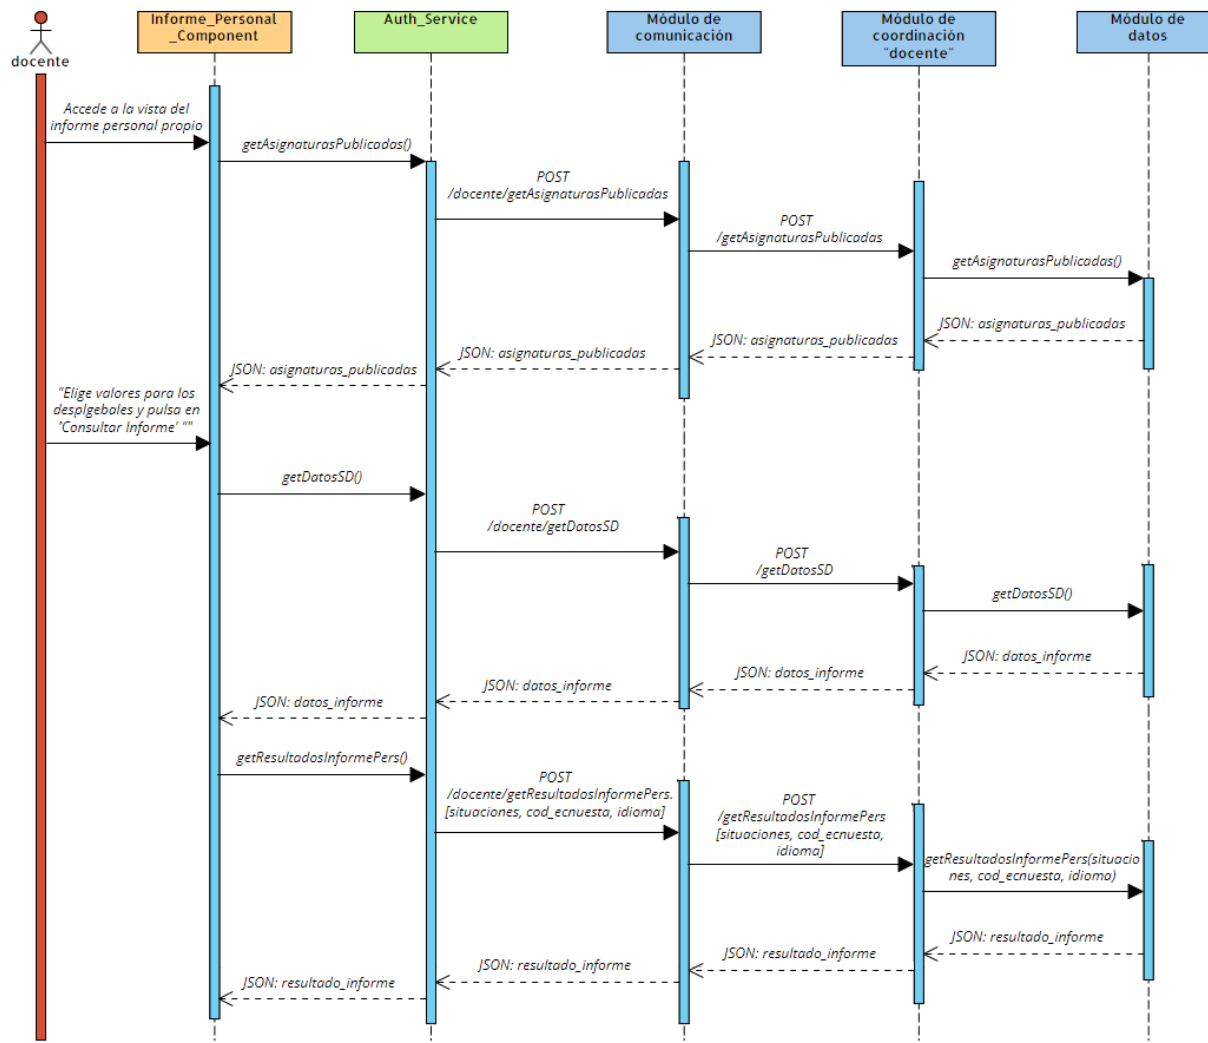 Informe_Personal
_Component
Auth_Service
Módulo de
comunicación
Módulo de
coordinación
"docente"
Módulo de
datos
docente
Accede a la vista del
informe personal propio
getAsignaturasPublicadas()
POST
/docente/getAsignaturasPublicadas
POST
/getAsignaturasPublicadas
getAsignaturasPublicadas()
JSON: asignaturas_publicadas
JSON: asignaturas_publicadas
JSON: asignaturas_publicadas
JSON: asignaturas_publicadas
"Elige valores para los
desplgebales y pulsa en
'Consultar Informe' ""
getDatosSD()
POST
/docente/getDatosSD
POST
/getDatosSD
getDatosSD()
JSON: datos_informe
JSON: datos_informe
JSON: datos_informe
JSON: datos_informe
getResultadosInformePers()
POST
/docente/getResultadosInformePers.
[situaciones, cod_ecnuesta, idioma]
POST
/getResultadosInformePers
[situaciones, cod_ecnuesta,
idioma]
getResultadosInformePers(situacio
nes, cod_ecnuesta, idioma)
JSON: resultado_informe
JSON: resultado_informe
JSON: resultado_informe
JSON: resultado_informe